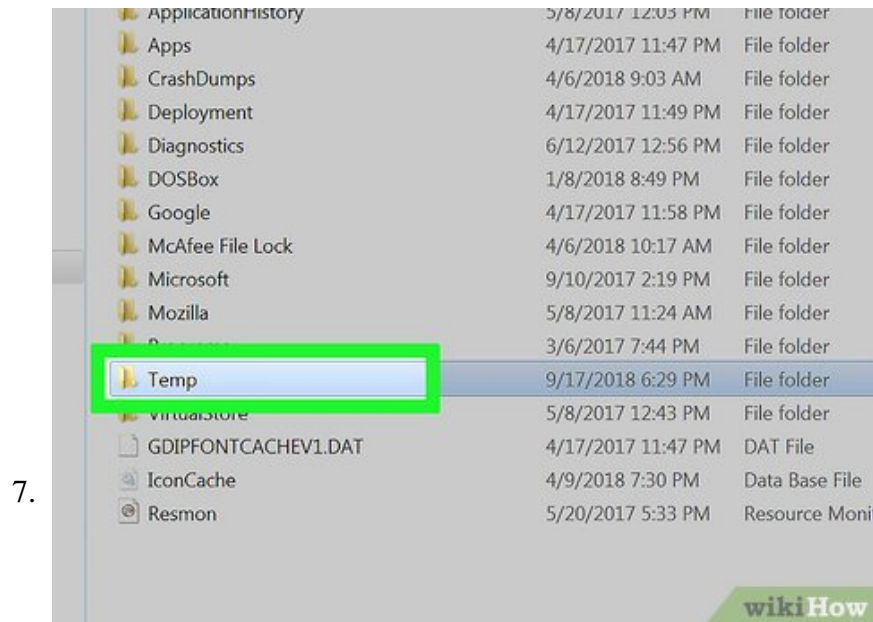 ApplicationHistory 5/8/2017 12:03 PM File folder
Apps 4/17/2017 11:47 PM File folder
CrashDumps 4/6/2018 9:03 AM File folder
Deployment 4/17/2017 11:49 PM File folder
Diagnostics 6/12/2017 12:56 PM File folder
DOSBox 1/8/2018 8:49 PM File folder
Google 4/17/2017 11:58 PM File folder
McAfee File Lock 4/6/2018 10:17 AM File folder
Microsoft 9/10/2017 2:19 PM File folder
Mozilla 5/8/2017 11:24 AM File folder
3/6/2017 7:44 PM File folder
Temp 9/17/2018 6:29 PM File folder
VirtualStore 5/8/2017 12:43 PM File folder
GDIPFONTCACHEV1.DAT 4/17/2017 11:47 PM DAT File
7. IconCache 4/9/2018 7:30 PM Data Base File
Resmon 5/20/2017 5:33 PM Resource Moni
wikiHow